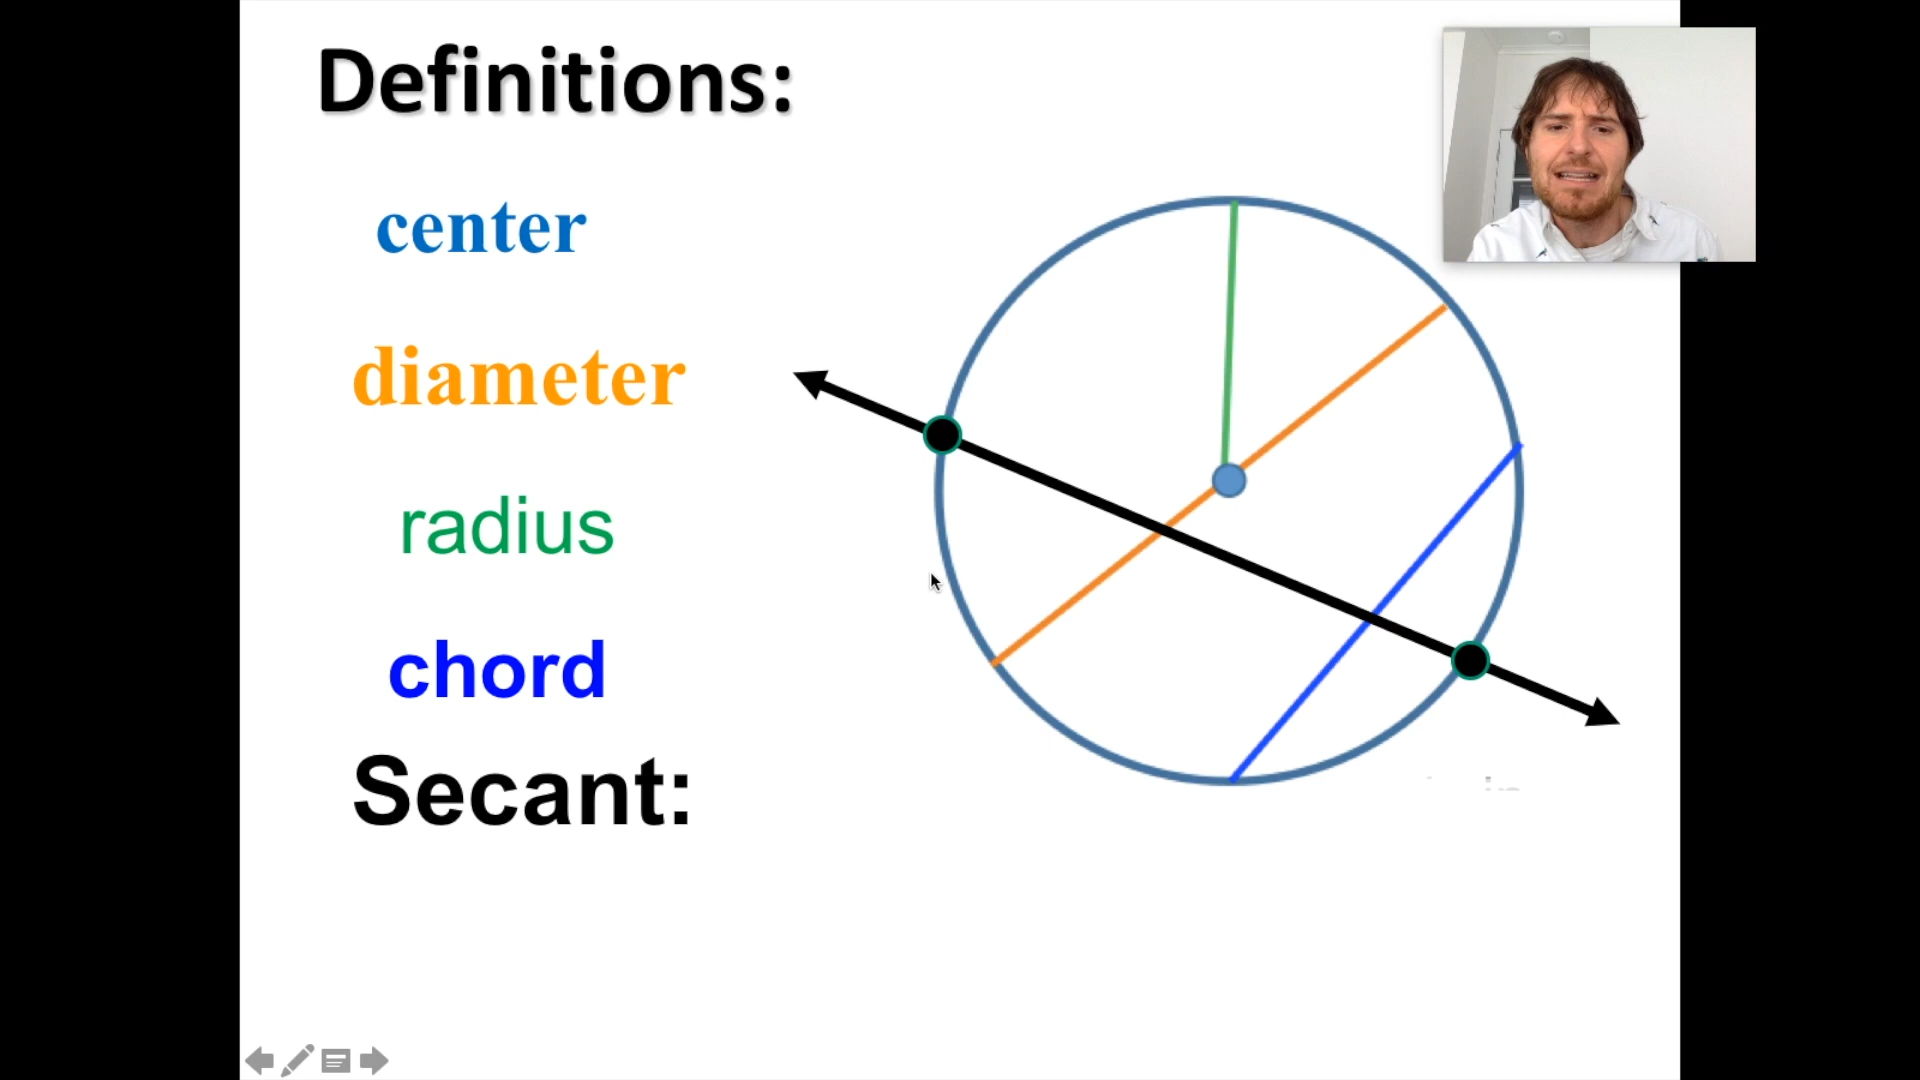 Definitions:
center
diameter
radius
chord
Secant: